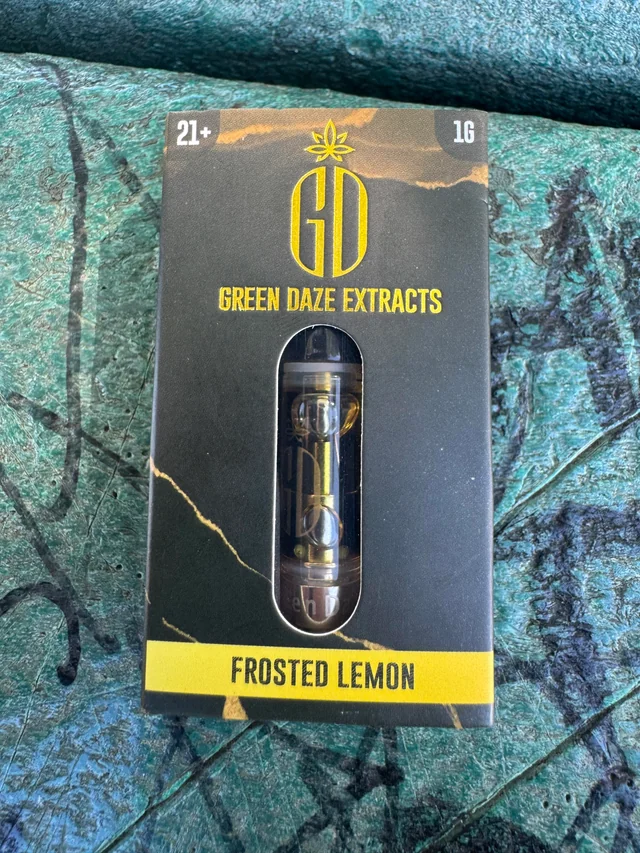 21+
1G
GD
GREEN DAZE EXTRACTS
FROSTED LEMON